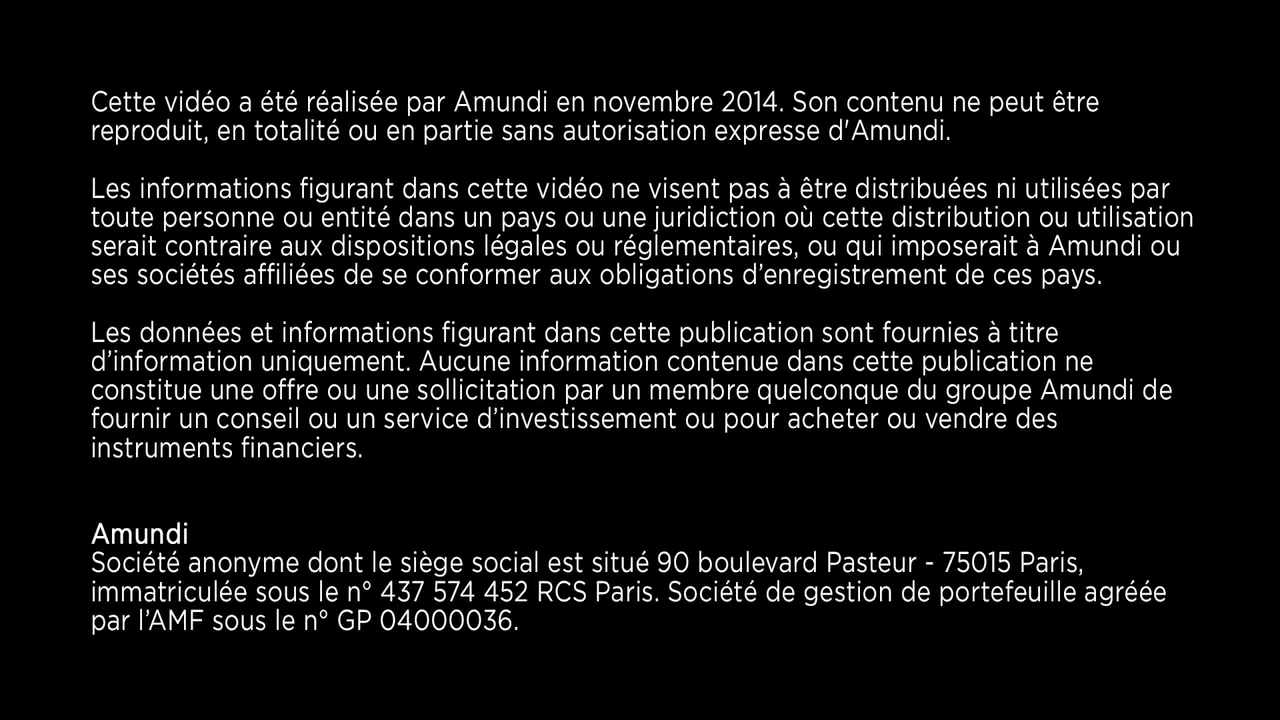 Cette vidéo a été réalisée par Amundi en novembre 2014. Son contenu ne peut être
reproduit, en totalité ou en partie sans autorisation expresse d'Amundi.
Les informations figurant dans cette vidéo ne visent pas à être distribuées ni utilisées par
toute personne ou entité dans un pays ou une juridiction où cette distribution ou utilisation
serait contraire aux dispositions légales ou réglementaires, ou qui imposerait à Amundi ou
ses sociétés affiliées de se conformer aux obligations d’enregistrement de ces pays.
Les données et informations figurant dans cette publication sont fournies à titre
d’information uniquement. Aucune information contenue dans cette publication ne
constitue une offre ou une sollicitation par un membre quelconque du groupe Amundi de
fournir un conseil ou un service d’investissement ou pour acheter ou vendre des
instruments financiers.
Amundi
Société anonyme dont le siège social est situé 90 boulevard Pasteur - 75015 Paris,
immatriculée sous le n° 437 574 452 RCS Paris. Société de gestion de portefeuille agréée
par l’AMF sous le n° GP 04000036.